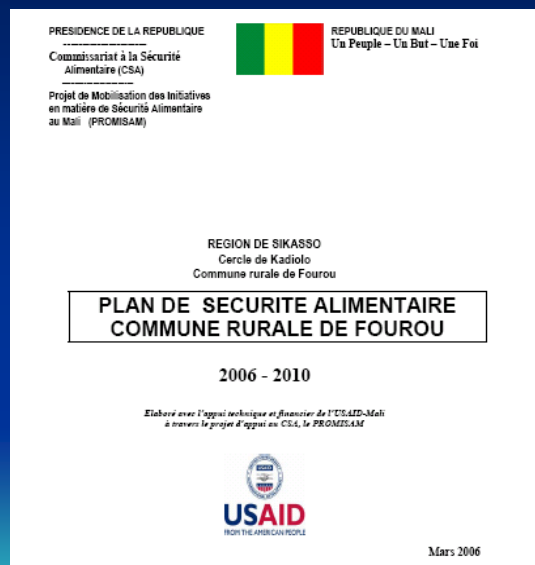 PRESIDENCE DE LA REPUBLIQUE
----------------------
Commissariat à la Sécurité
Alimentaire (CSA)
-------------------
Projet de Mobilisation des Initiatives
en matière de Sécurité Alimentaire
au Mali (PROMISAM)
REPUBLIQUE DU MALI
Un Peuple – Un But – Une Foi
REGION DE SIKASSO
Cercle de Kadiolo
Commune rurale de Fourou
PLAN DE SECURITE ALIMENTAIRE
COMMUNE RURALE DE FOUROU
2006 - 2010
Elaboré avec l'appui technique et financier de l'USAID-Mali
à travers le projet d'appui au CSA, le PROMISAM
USAID
USAID
FROM THE AMERICAN PEOPLE
Mars 2006